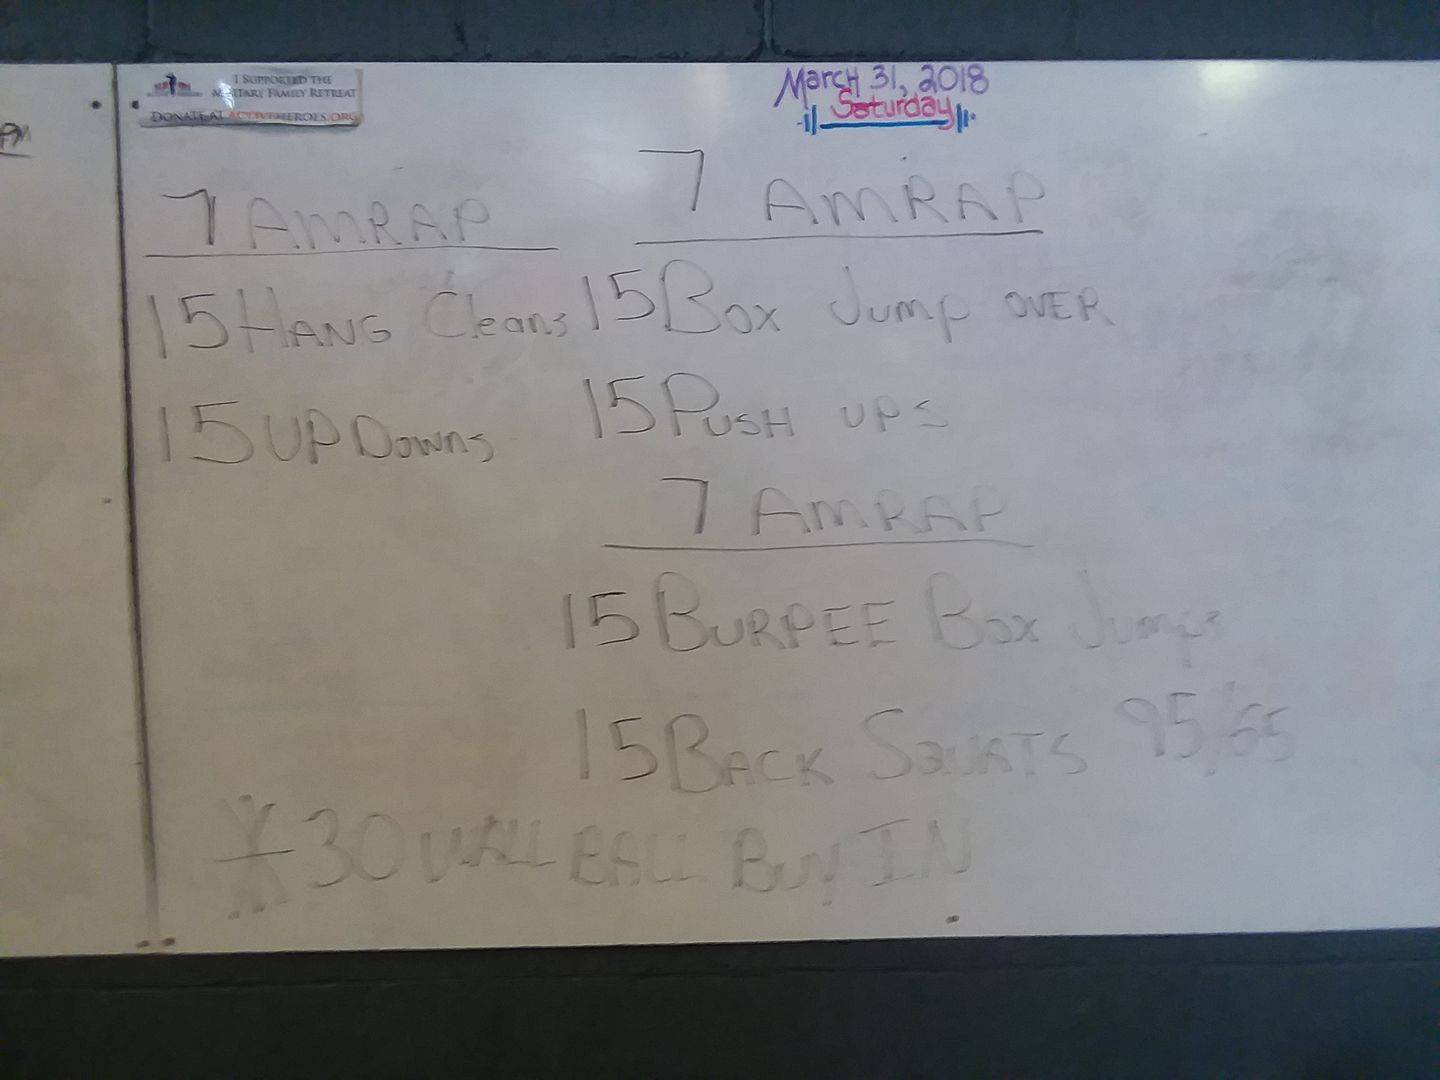 PM
I SUPPORTED THE
MILITARY FAMILY RETREAT
DONATE AT ACTIVEHEROES.ORG
March 31, 2018
Saturday
7 AMRAP
15 HANG Cleans
15 UP Downs
7 AMRAP
15 Box Jump OVER
15 PUSH UPS
7 AMRAP
15 BURPEE Box Jumps
15 BACK SQUATS 95/65
* 30 WALL BALL BUY IN